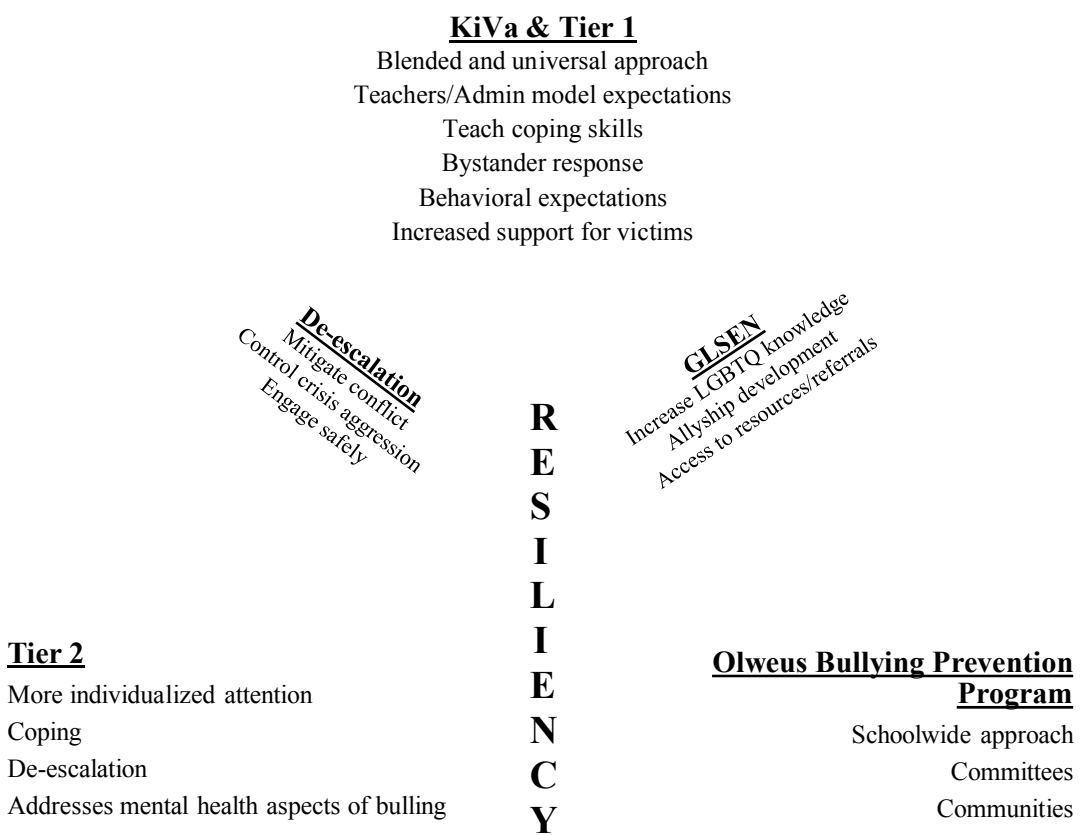 KiVa & Tier 1
Blended and universal approach
Teachers/Admin model expectations
Teach coping skills
Bystander response
Behavioral expectations
Increased support for victims
De-escalation
Mitigate conflict
Control crisis aggression
Engage safely
GLSEN
Increase LGBTQ knowledge
Allyship development
Access to resources/referrals
R
E
S
I
L
I
E
N
C
Y
Tier 2
More individualized attention
Coping
De-escalation
Addresses mental health aspects of bulling
Olweus Bullying Prevention
Program
Schoolwide approach
Committees
Communities